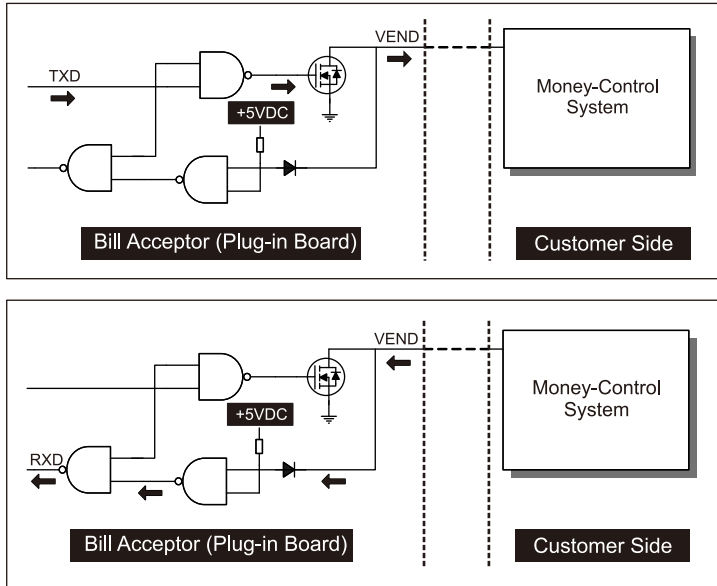 VEND
TXD
+5VDC
Money-Control
System
Bill Acceptor (Plug-in Board)
Customer Side
VEND
+5VDC
RXD
Money-Control
System
Bill Acceptor (Plug-in Board)
Customer Side